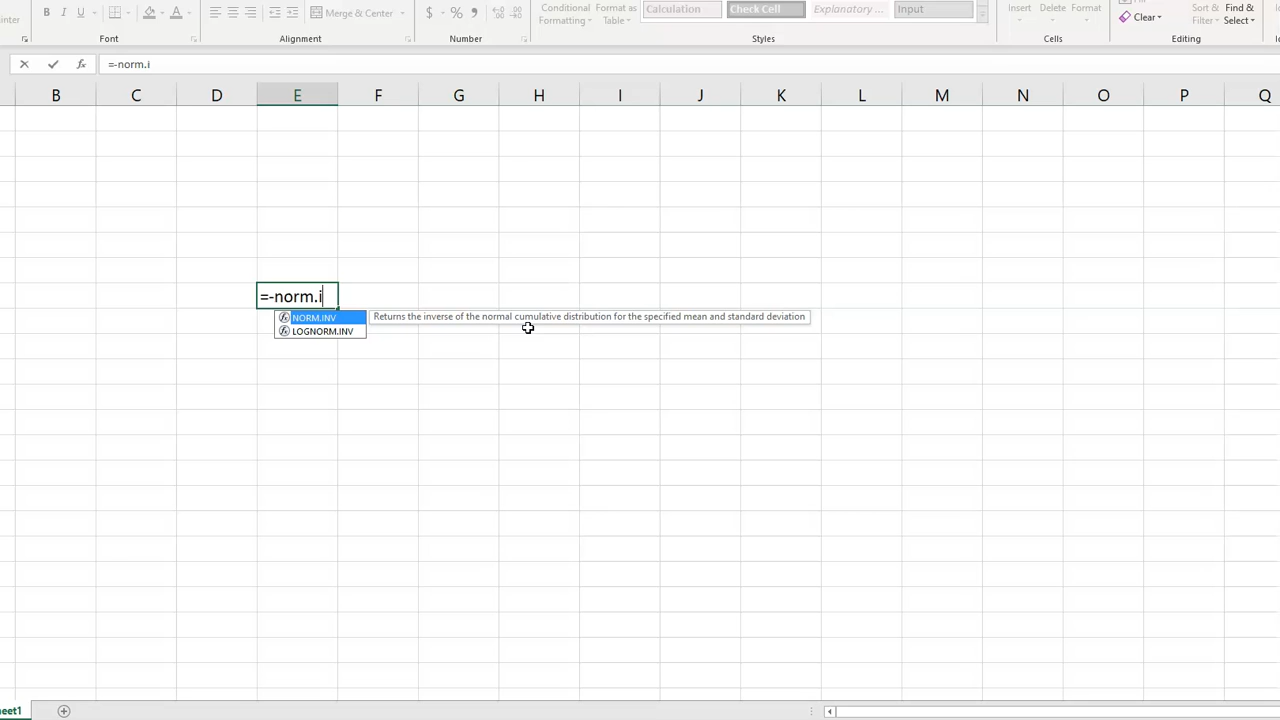 Conditional Format as
Calculation Check Cell Explanatory ... Input
Insert Delete Format
Sort & Find &
B I U A Merge & Center $ % , Formatting Table Clear Filter Select
Font Alignment Number Styles Cells Editing
fx =-norm.i
B C D E F G H I J K L M N O P Q
=-norm.i
NORM.INV Returns the inverse of the normal cumulative distribution for the specified mean and standard deviation
LOGNORM.INV